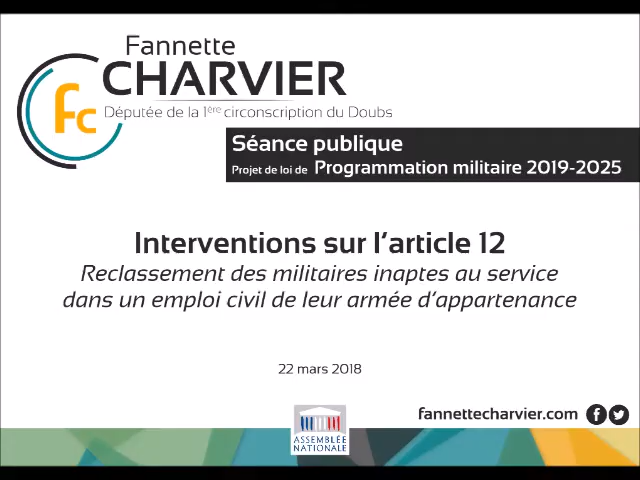 Fannette
CHARVIER
Fc
Députée de la 1ère circonscription du Doubs
Séance publique
Projet de loi de Programmation militaire 2019-2025
Interventions sur l'article 12
Reclassement des militaires inaptes au service
dans un emploi civil de leur armée d'appartenance
22 mars 2018
fannettecharvier.com
ASSEMBLÉE
NATIONALE